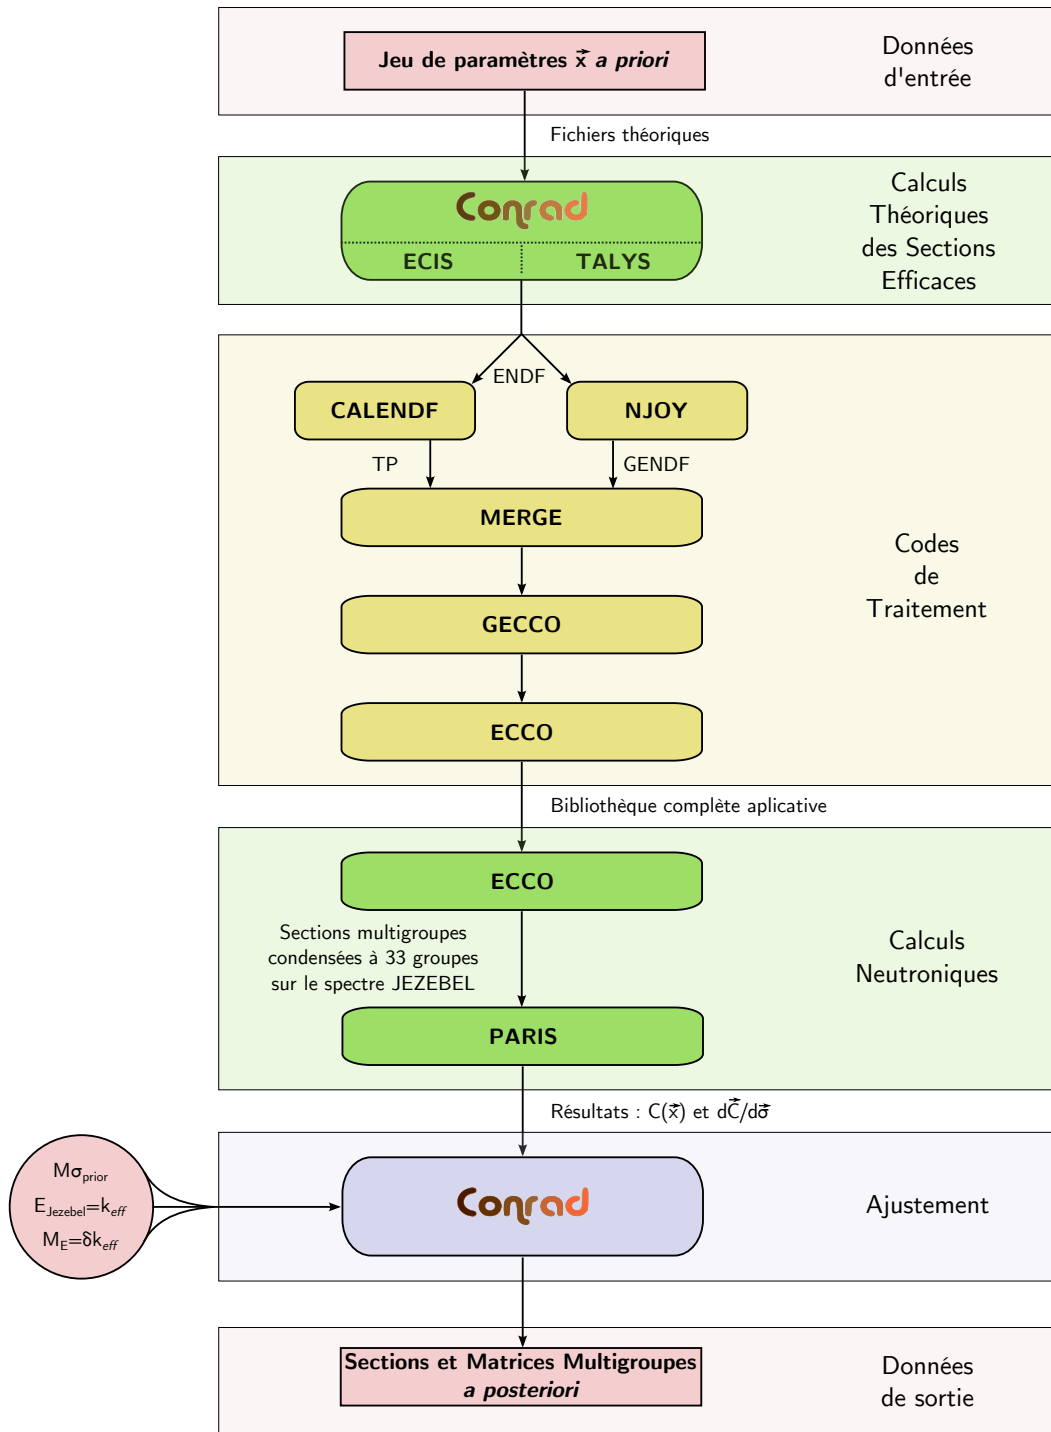 Jeu de paramètres x⃗ a priori
Données
d'entrée
Fichiers théoriques
Conrad
ECIS
TALYS
Calculs
Théoriques
des Sections
Efficaces
ENDF
CALENDF
NJOY
TP
GENDF
MERGE
GECCO
ECCO
Codes
de
Traitement
Bibliothèque complète aplicative
ECCO
Sections multigroupes
condensées à 33 groupes
sur le spectre JEZEBEL
PARIS
Calculs
Neutroniques
Résultats : C(x⃗) et dC⃗/dσ⃗
Mσprior
EJezebel=keff
ME=δkeff
Conrad
Ajustement
Sections et Matrices Multigroupes
a posteriori
Données
de sortie